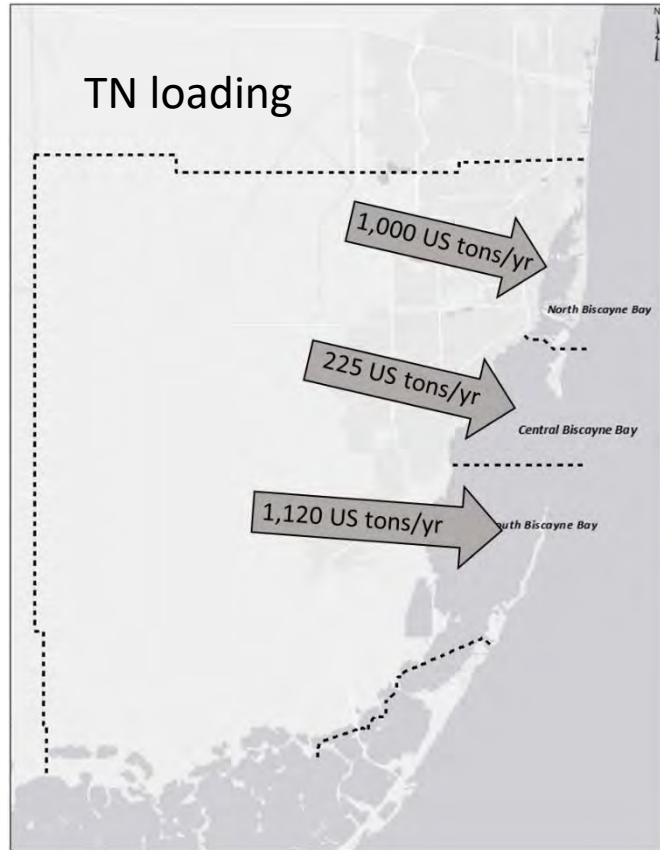 N
TN loading
1,000 US tons/yr
North Biscayne Bay
225 US tons/yr
Central Biscayne Bay
1,120 US tons/yr
outh Biscayne Bay